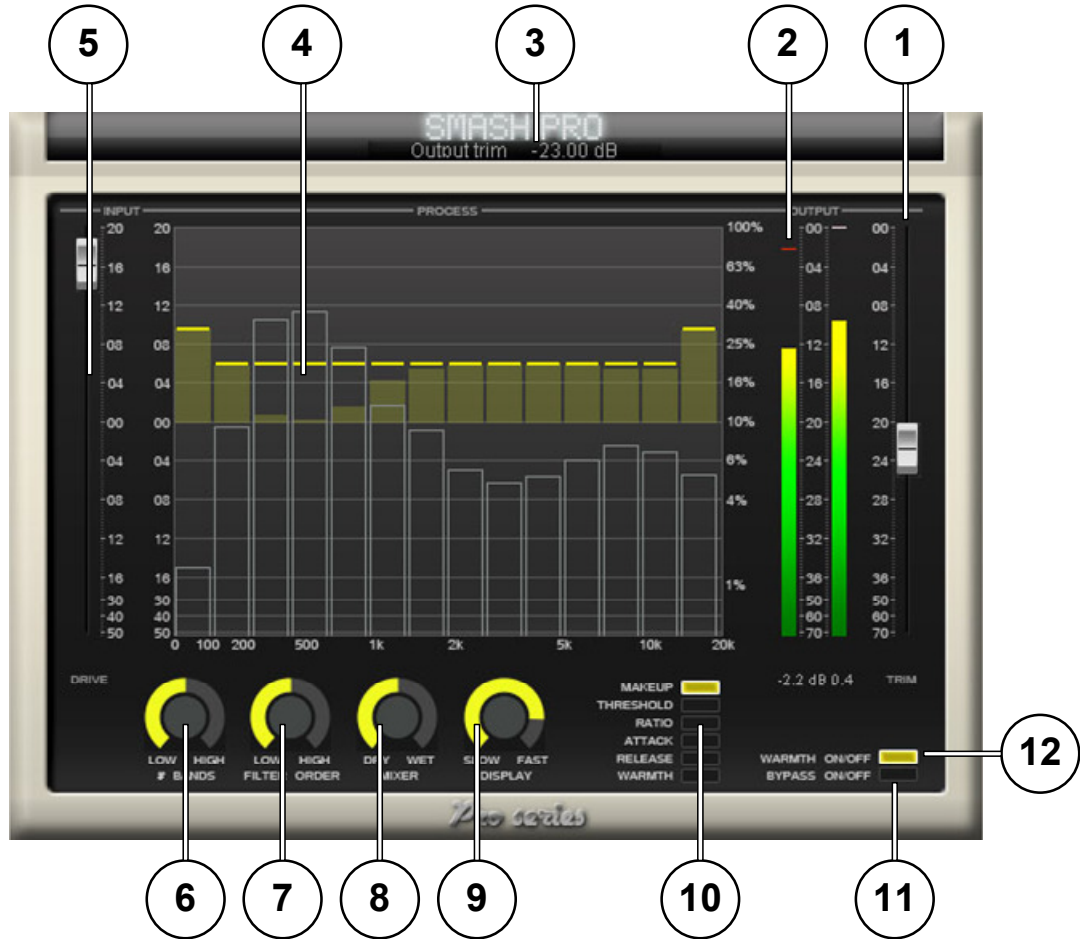 5 4 3 2 1
SMASH PRO
Output trim -23.00 dB
INPUT PROCESS OUTPUT
20 20 100% 00 00
16 16 63% 04 04
12 12 40% 08 08
08 08 25% 12 12
04 04 16% 16 16
00 00 10% 20 20
04 04 6% 24 24
08 08 4% 28 28
12 12 32 32
16 16 1% 36 36
30 30 50 50
40 40 60 60
50 50 70 70
0 100 200 500 1k 2k 5k 10k 20k
DRIVE -2.2 dB 0.4 TRIM
MAKEUP
THRESHOLD
RATIO
ATTACK
RELEASE
WARMTH
LOW HIGH LOW HIGH DRY WET SLOW FAST
# BANDS FILTER ORDER MIXER DISPLAY
WARMTH ON/OFF
BYPASS ON/OFF
12
Pro series
6 7 8 9 10 11